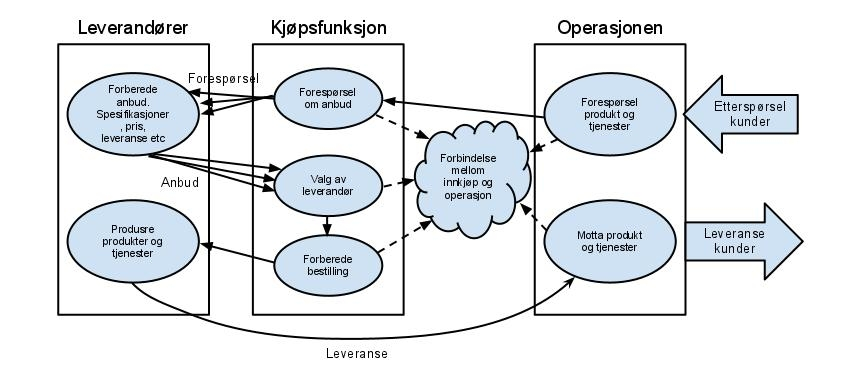 Leverandører
Kjøpsfunksjon
Operasjonen
Forespørsel
Forberede
anbud.
Spesifikasjoner
, pris,
leveranse etc
Forespørsel
om anbud
Forespørsel
produkt og
tjenester
Etterspørsel
kunder
Forbindelse
mellom
innkjøp og
operasjon
Anbud
Valg av
leverandør
Produsre
produkter og
tjenester
Forberede
bestilling
Motta produkt
og tjenester
Leveranse
kunder
Leveranse